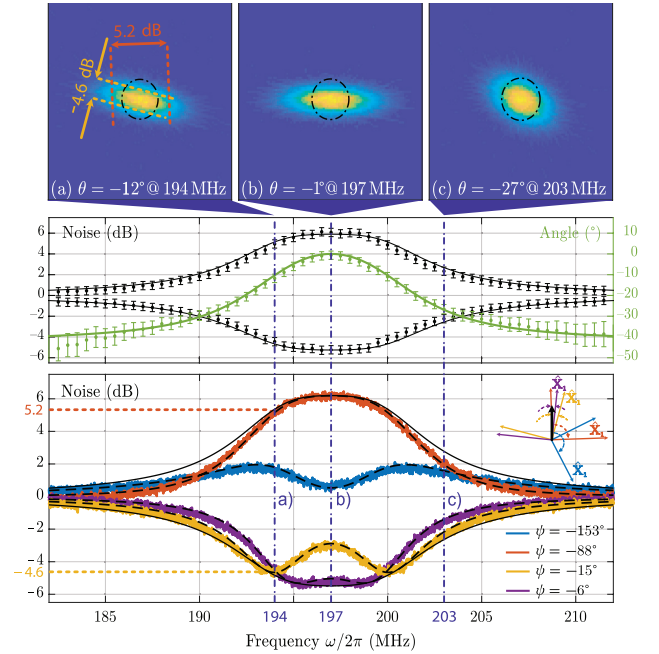 5.2 dB
−4.6 dB
(a) θ = −12°@ 194 MHz
(b) θ = −1°@ 197 MHz
(c) θ = −27°@ 203 MHz
Noise (dB)
Angle (°)
6
4
2
0
−2
−4
−6
10
0
−10
−20
−30
−40
−50
Noise (dB)
6
5.2
4
2
0
−2
−4
−4.6
−6
X̂₁
X̂₁
X̂₁
X̂₁
a)
b)
c)
ψ = −153°
ψ = −88°
ψ = −15°
ψ = −6°
185
190
194
197
200
203
205
210
Frequency ω/2π (MHz)